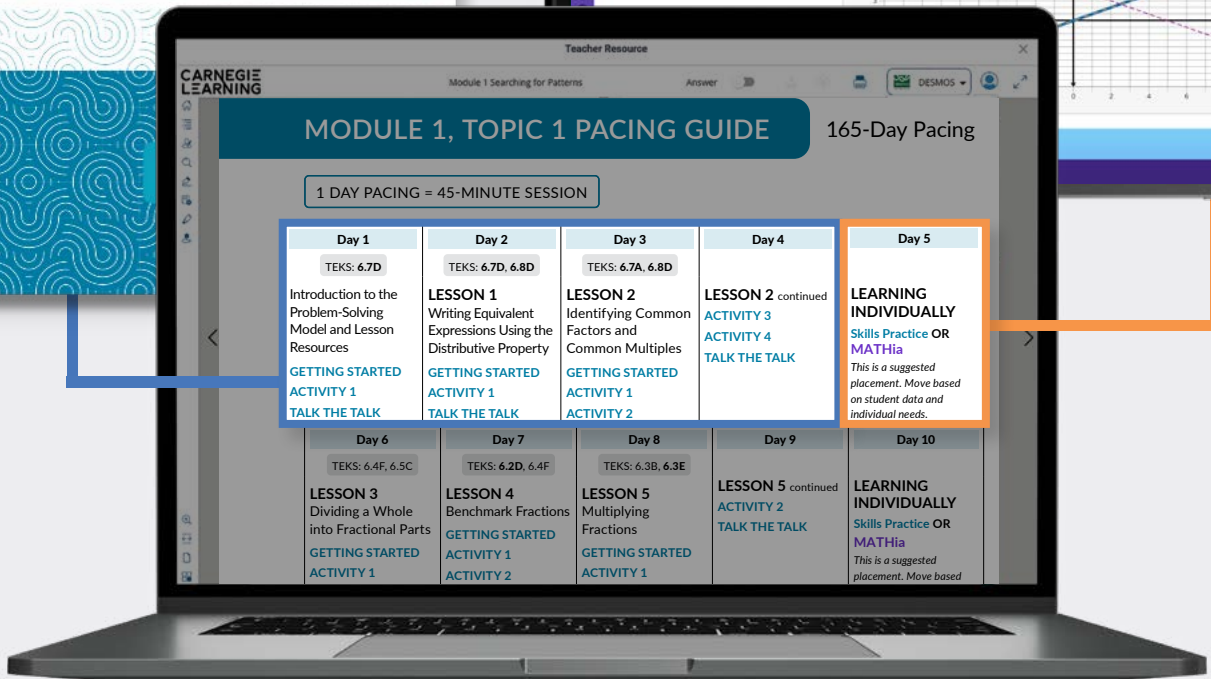 Teacher Resource
CARNEGIE
LEARNING
Module 1 Searching for Patterns
Answer
DESMOS
MODULE 1, TOPIC 1 PACING GUIDE
165-Day Pacing
1 DAY PACING = 45-MINUTE SESSION
Day 1
TEKS: 6.7D
Introduction to the
Problem-Solving
Model and Lesson
Resources
GETTING STARTED
ACTIVITY 1
TALK THE TALK
Day 2
TEKS: 6.7D, 6.8D
LESSON 1
Writing Equivalent
Expressions Using the
Distributive Property
GETTING STARTED
ACTIVITY 1
TALK THE TALK
Day 3
TEKS: 6.7A, 6.8D
LESSON 2
Identifying Common
Factors and
Common Multiples
GETTING STARTED
ACTIVITY 1
ACTIVITY 2
Day 4
LESSON 2 continued
ACTIVITY 3
ACTIVITY 4
TALK THE TALK
Day 5
LEARNING
INDIVIDUALLY
Skills Practice OR
MATHia
This is a suggested
placement. Move based
on student data and
individual needs.
Day 6
TEKS: 6.4F, 6.5C
LESSON 3
Dividing a Whole
into Fractional Parts
GETTING STARTED
ACTIVITY 1
Day 7
TEKS: 6.2D, 6.4F
LESSON 4
Benchmark Fractions
GETTING STARTED
ACTIVITY 1
ACTIVITY 2
Day 8
TEKS: 6.3B, 6.3E
LESSON 5
Multiplying
Fractions
GETTING STARTED
ACTIVITY 1
Day 9
LESSON 5 continued
ACTIVITY 2
TALK THE TALK
Day 10
LEARNING
INDIVIDUALLY
Skills Practice OR
MATHia
This is a suggested
placement. Move based
0 2 4 6